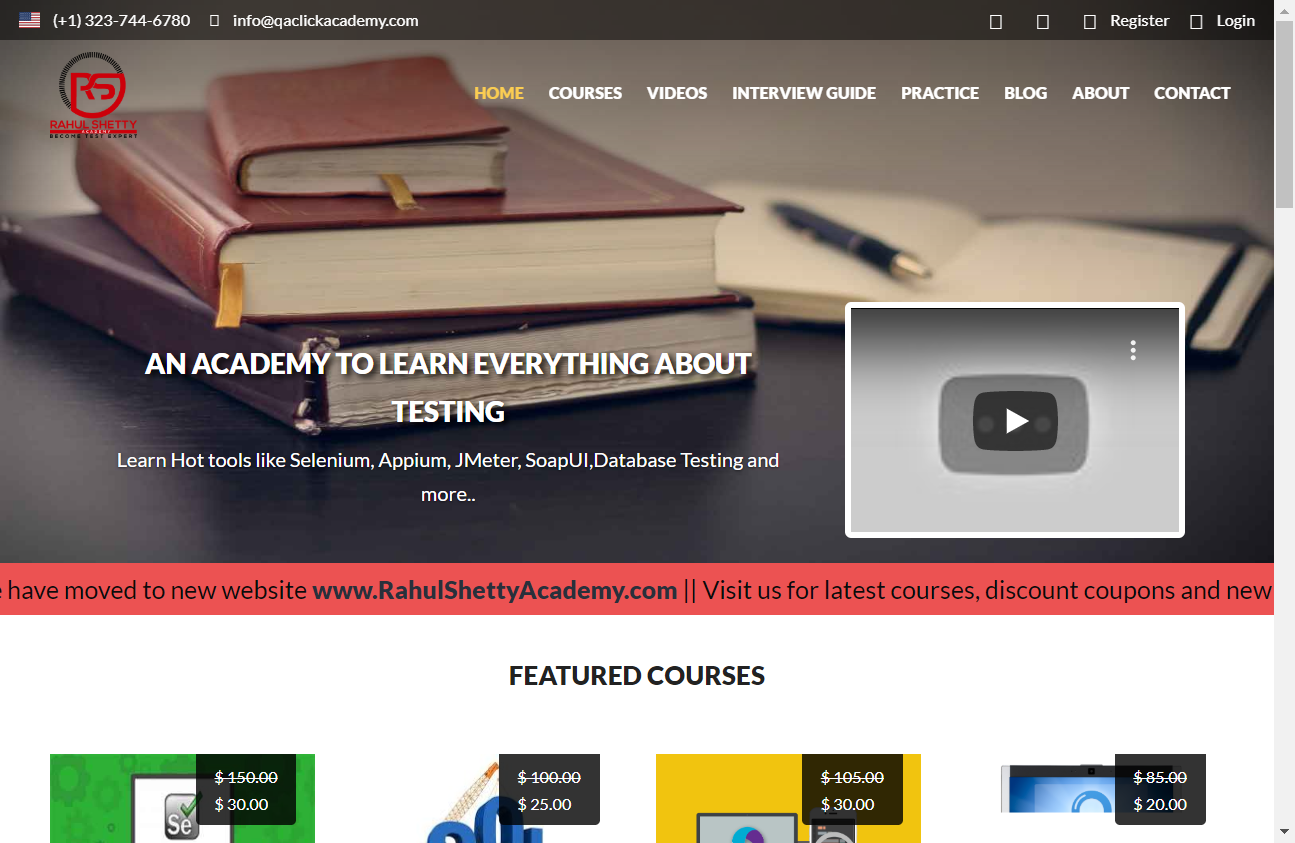 (+1) 323-744-6780 info@qaclickacademy.com Register Login
RAHUL SHETTY
ACADEMY
BECOME TEST EXPERT
HOME COURSES VIDEOS INTERVIEW GUIDE PRACTICE BLOG ABOUT CONTACT
AN ACADEMY TO LEARN EVERYTHING ABOUT
TESTING
Learn Hot tools like Selenium, Appium, JMeter, SoapUI,Database Testing and
more..
have moved to new website www.RahulShettyAcademy.com || Visit us for latest courses, discount coupons and new
FEATURED COURSES
$ 150.00
$ 30.00
Se
$ 100.00
$ 25.00
$ 105.00
$ 30.00
$ 85.00
$ 20.00